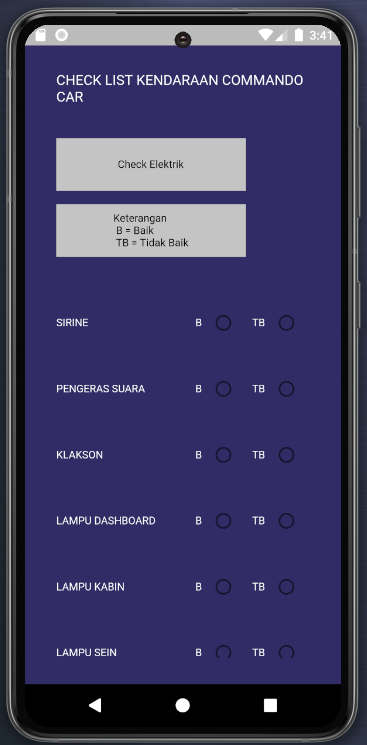 3:41
CHECK LIST KENDARAAN COMMANDO
CAR
Check Elektrik
Keterangan
B = Baik
TB = Tidak Baik
SIRINE B TB
PENGERAS SUARA B TB
KLAKSON B TB
LAMPU DASHBOARD B TB
LAMPU KABIN B TB
LAMPU SEIN B TB